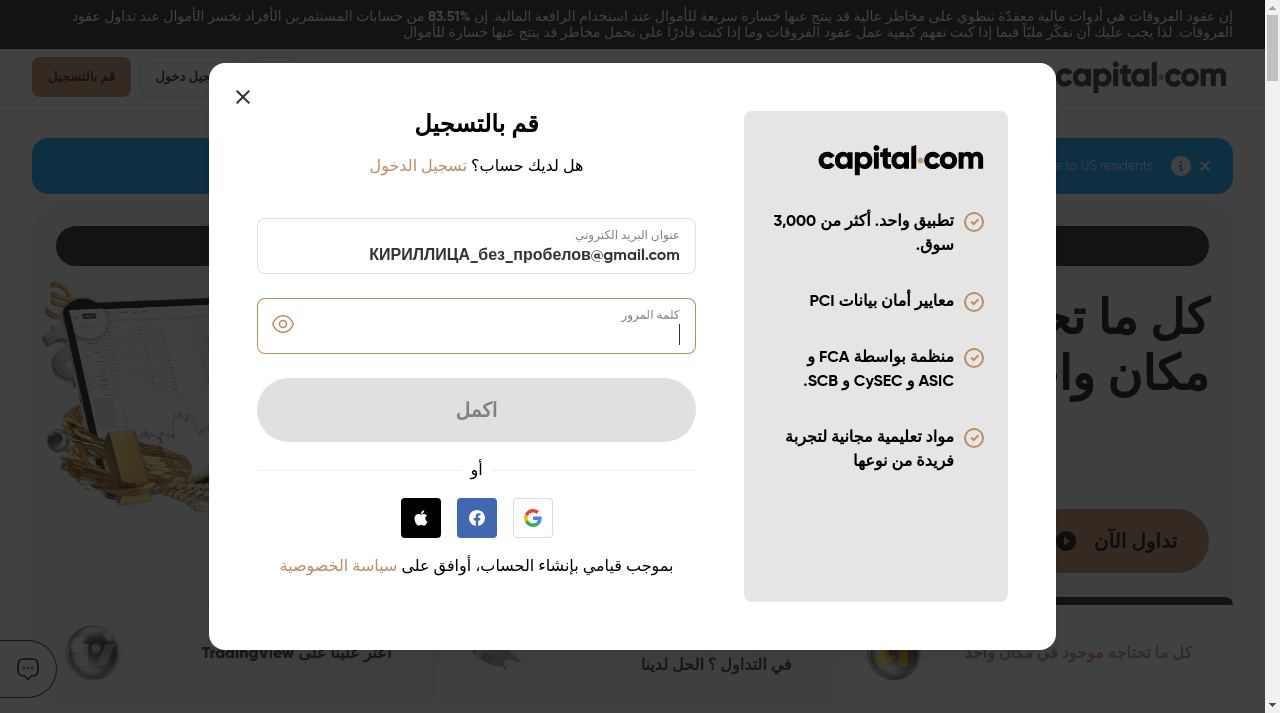 إن عقود الفروقات هي أدوات مالية معقدّة تنطوي على مخاطر عالية قد ينتج عنها خسارة سريعة للأموال عند استخدام الرافعة المالية. إن 83.51% من حسابات المستثمرين الأفراد تخسر الأموال عند تداول عقود
الفروقات. لذا يجب عليك أن تفكّر مليّاً فيما إذا كنت تفهم كيفية عمل عقود الفروقات وما إذا كنت قادرًا على تحمل مخاطر قد ينتج عنها خسارة للأموال
capital.com
دخول
قم بالتسجيل
e to US residents
capital.com
تطبيق واحد. أكثر من 3,000
سوق.
معايير أمان بيانات PCI
منظمة بواسطة FCA و
ASIC و CySEC و SCB.
مواد تعليمية مجانية لتجربة
فريدة من نوعها
قم بالتسجيل
هل لديك حساب؟ تسجيل الدخول
عنوان البريد الكتروني
КИРИЛЛИЦА_без_пробелов@gmail.com
كلمة المرور
اكمل
أو
بموجب قيامي بإنشاء الحساب، أوافق على سياسة الخصوصية
كل ما
مكان
تداول الآن
كل ما تحتاجه موجود في مكان واحد
في التداول ؟ الحل لدينا
اعثر علينا على TradingView